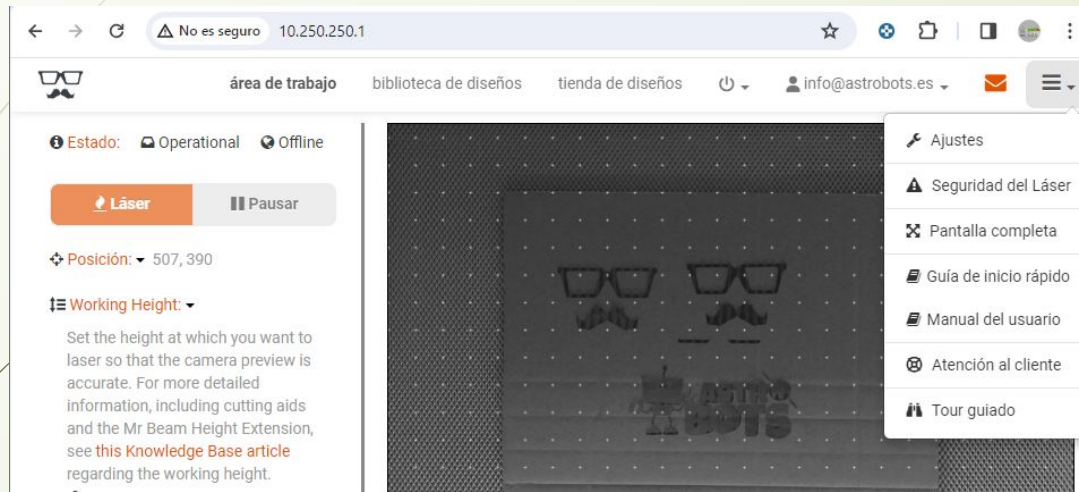 No es seguro 10.250.250.1
área de trabajo biblioteca de diseños tienda de diseños info@astrobots.es
Estado: Operational Offline
Láser Pausar
Posición: 507, 390
Working Height:
Set the height at which you want to
laser so that the camera preview is
accurate. For more detailed
information, including cutting aids
and the Mr Beam Height Extension,
see this Knowledge Base article
regarding the working height.
ASTRO
BOTS
Ajustes
Seguridad del Láser
Pantalla completa
Guía de inicio rápido
Manual del usuario
Atención al cliente
Tour guiado